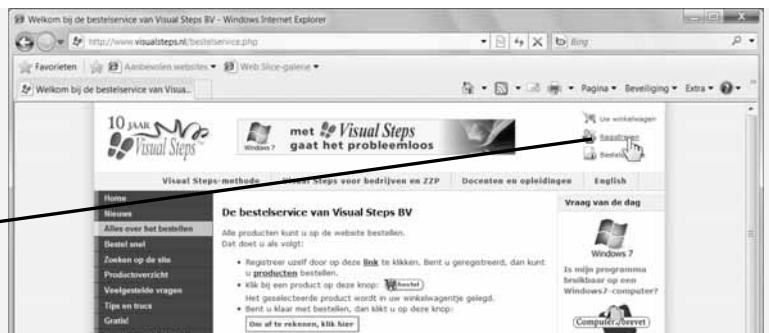 Welkom bij de bestelservice van Visual Steps BV - Windows Internet Explorer
http://www.visualsteps.nl/bestelservice.php
Bing
Favorieten
Aanbevolen websites
Web Slice-galerie
Welkom bij de bestelservice van Visua...
Pagina
Beveiliging
Extra
10 JAAR
Visual Steps
Windows 7
met Visual Steps
gaat het probleemloos
Uw winkelwagen
Registreren
Visual Steps-methode
Visual Steps voor bedrijven en ZZP
Docenten en opleidingen
English
Home
Nieuws
Alles over het bestellen
Bestel snel
Zoeken op de site
Productoverzicht
Veelgestelde vragen
Tips en trucs
Gratis!
De bestelservice van Visual Steps BV
Alle producten kunt u op de website bestellen.
Dat doet u als volgt:
• Registreer uzelf door op deze link te klikken. Bent u geregistreerd, dan kunt
u producten bestellen.
• Klik bij een product op deze knop: Bestel
Het geselecteerde product wordt in uw winkelwagentje gelegd.
• Bent u klaar met bestellen, dan klikt u op deze knop:
Om af te rekenen, klik hier
Vraag van de dag
Windows 7
Is mijn programma
bruikbaar op een
Windows7-computer?
Computerbrevet